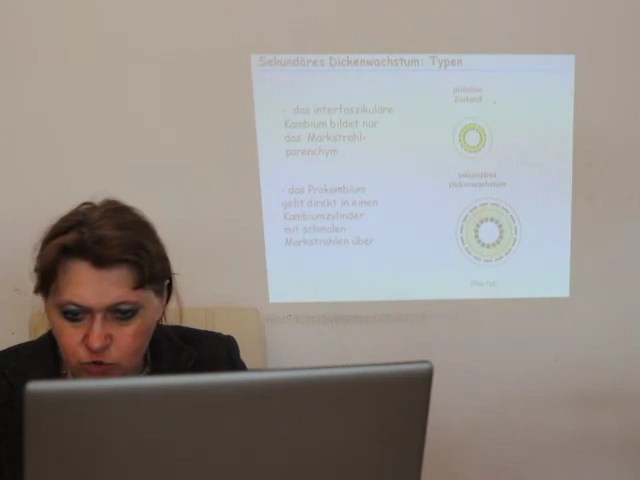 Sekundäres Dickenwachstum: Typen
primärer
Zustand
- das interfaszikuläre
Kambium bildet nur
das Markstrahl-
parenchym
sekundäres
Dickenwachstum
- das Prokambium
geht direkt in einen
Kambiumzylinder
mit schmalen
Markstrahlen über